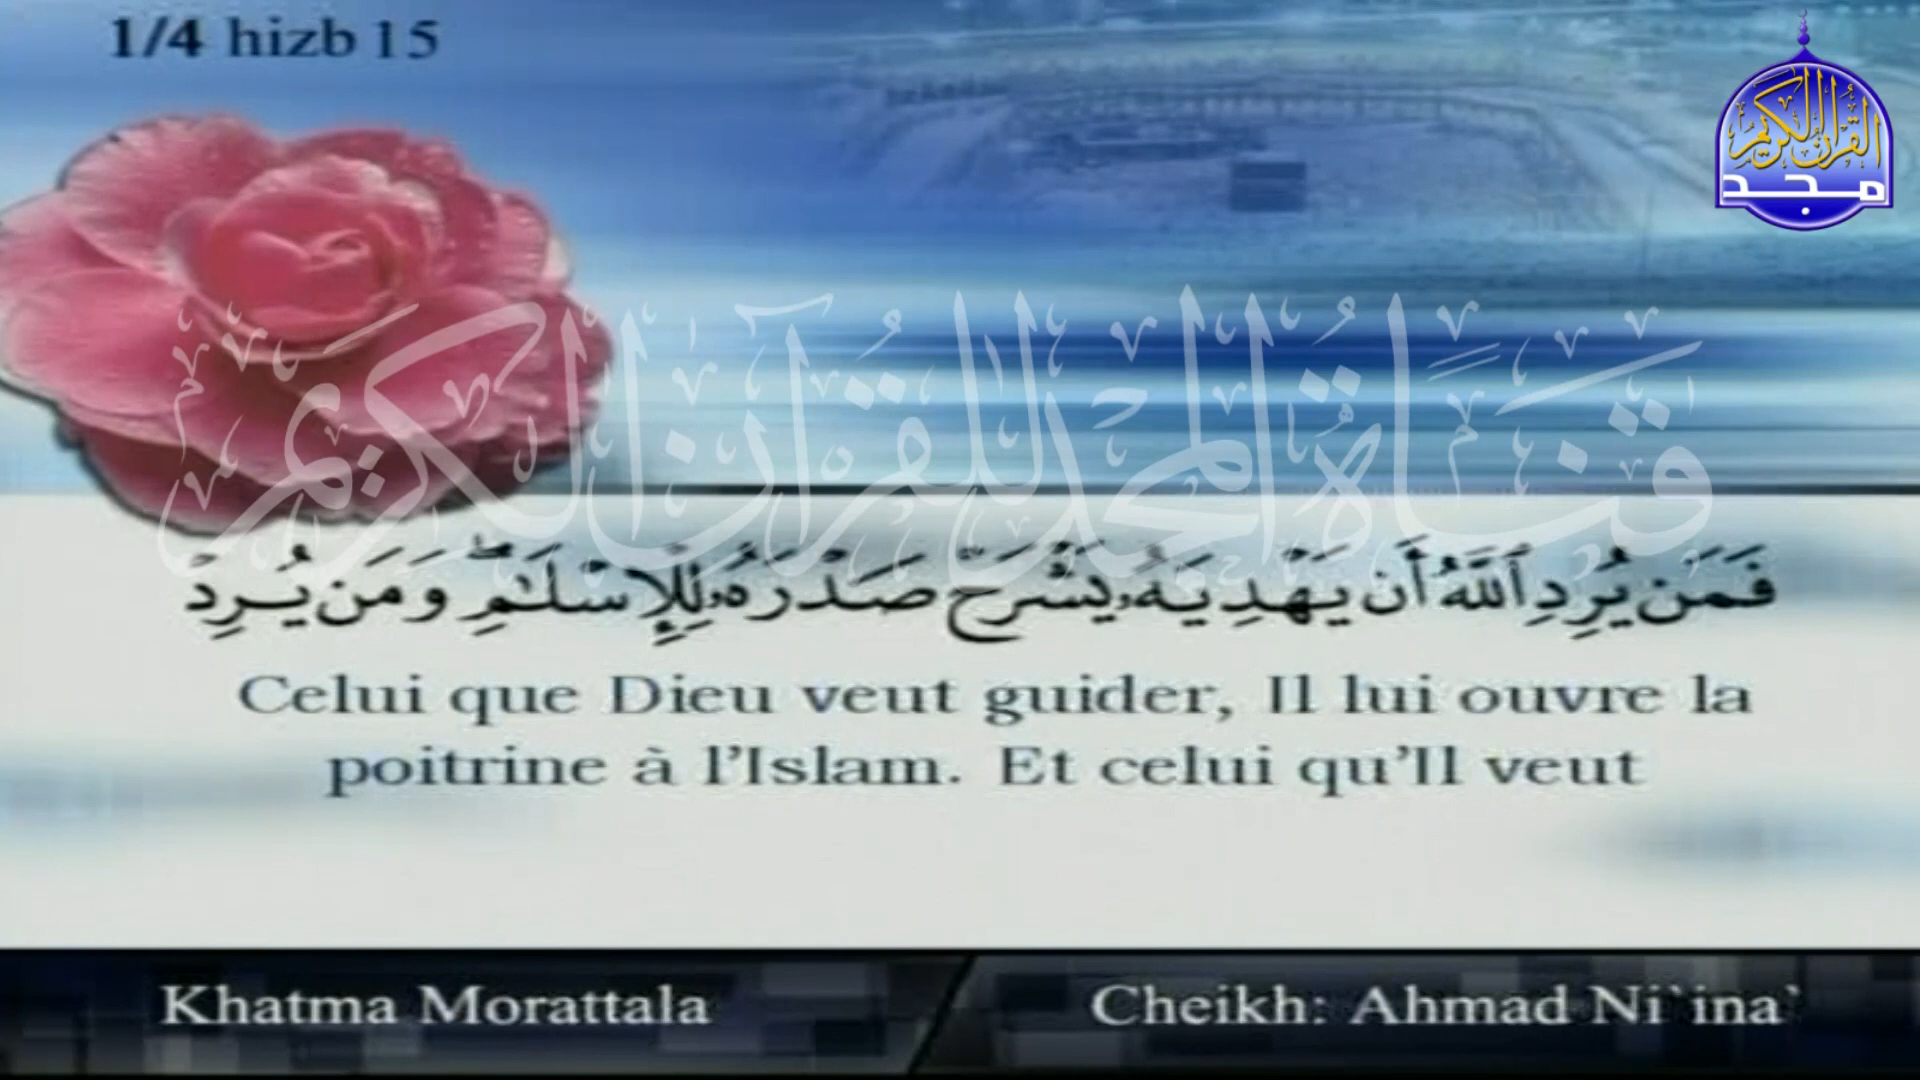 1/4 hizb 15
القرآن الكريم
مجد
قناة المجد للقرآن الكريم
فَمَن يُرِدِ ٱللَّهُ أَن يَهْدِيَهُۥ يَشْرَحْ صَدْرَهُۥ لِلْإِسْلَـٰمِ ۖ وَمَن يُرِدْ
Celui que Dieu veut guider, Il lui ouvre la
poitrine à l’Islam. Et celui qu’Il veut
Khatma Morattala
Cheikh: Ahmad Ni`ina`